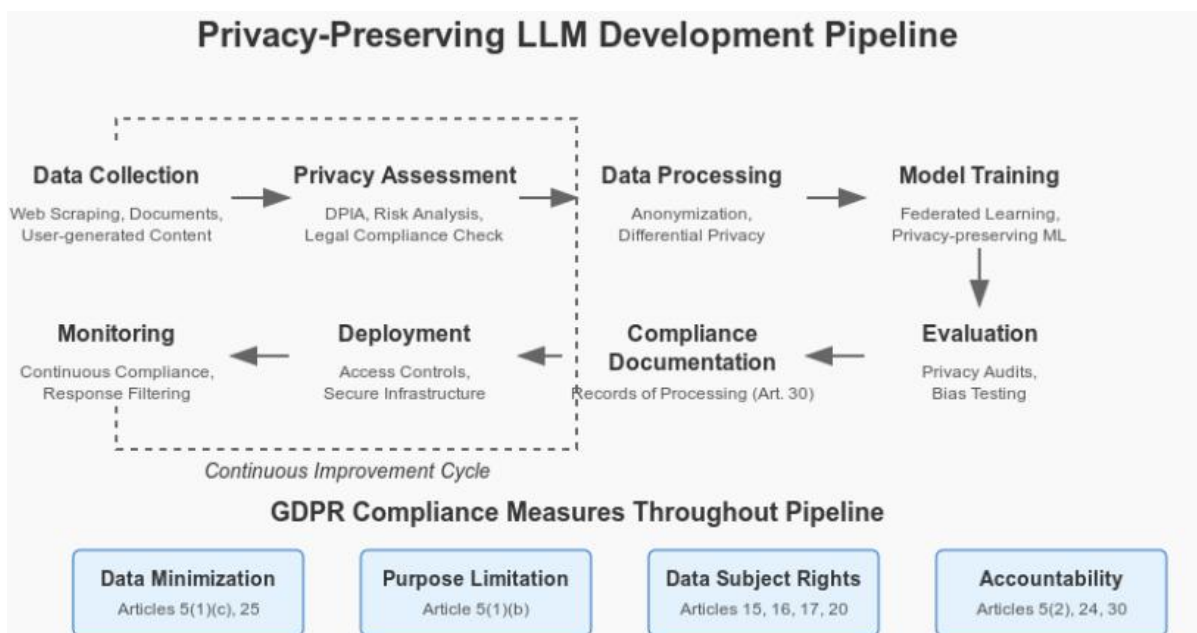 Privacy-Preserving LLM Development Pipeline
Data Collection
Web Scraping, Documents,
User-generated Content
Privacy Assessment
DPIA, Risk Analysis,
Legal Compliance Check
Data Processing
Anonymization,
Differential Privacy
Model Training
Federated Learning,
Privacy-preserving ML
Monitoring
Continuous Compliance,
Response Filtering
Deployment
Access Controls,
Secure Infrastructure
Compliance
Documentation
Records of Processing (Art. 30)
Evaluation
Privacy Audits,
Bias Testing
Continuous Improvement Cycle
GDPR Compliance Measures Throughout Pipeline
Data Minimization
Articles 5(1)(c), 25
Purpose Limitation
Article 5(1)(b)
Data Subject Rights
Articles 15, 16, 17, 20
Accountability
Articles 5(2), 24, 30